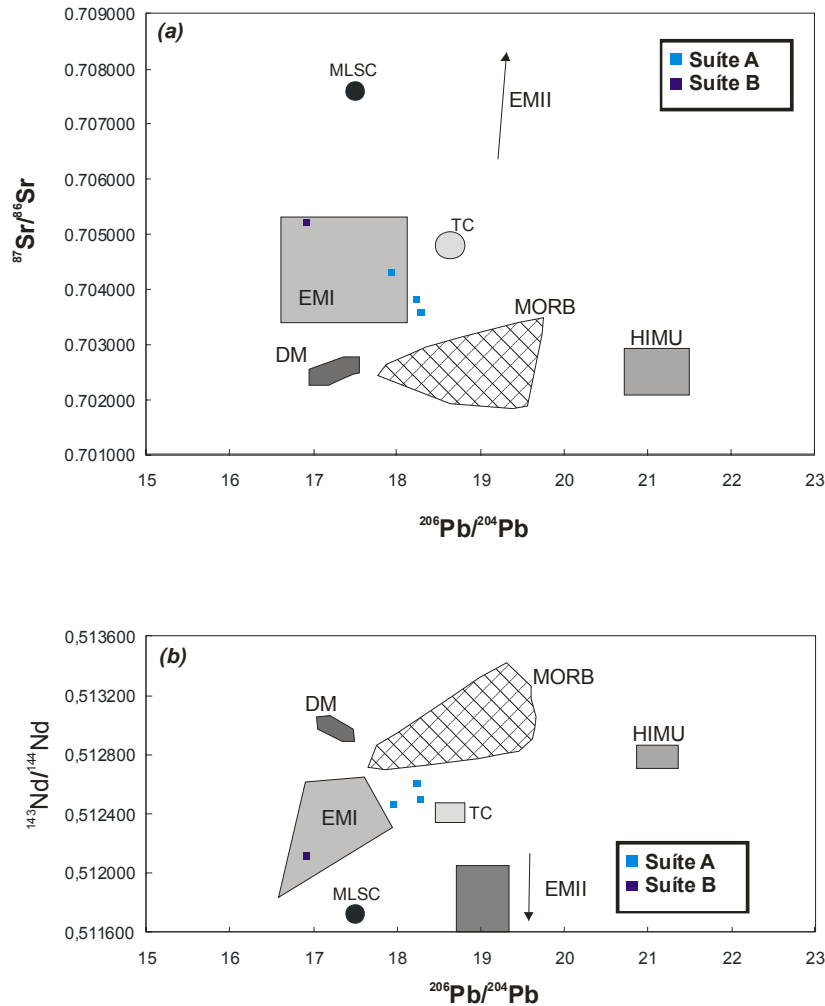 0.709000
(a)
MLSC
Suíte A
Suíte B
0.708000
EMII
0.707000
0.706000
TC
0.705000
EMI
0.704000
MORB
0.703000
DM
HIMU
0.702000
0.701000
⁸⁷Sr/⁸⁶Sr
15 16 17 18 19 20 21 22 23
²⁰⁶Pb/²⁰⁴Pb
0,513600
(b)
MORB
DM
0,513200
HIMU
0,512800
EMI
TC
0,512400
Suíte A
Suíte B
0,512000
MLSC
EMII
0,511600
¹⁴³Nd/¹⁴⁴Nd
15 16 17 18 19 20 21 22 23
²⁰⁶Pb/²⁰⁴Pb